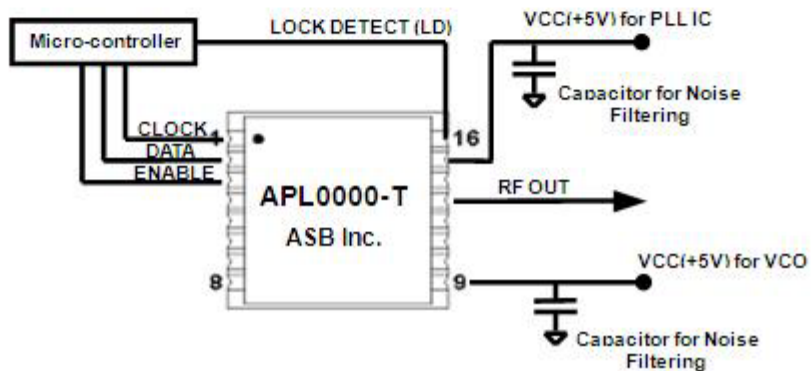 VCC(+5V) for PLL IC
Micro-controller
LOCK DETECT (LD)
Capacitor for Noise
Filtering
CLOCK
1
16
DATA
ENABLE
APL0000-T
RF OUT
ASB Inc.
VCC(+5V) for VCO
8
9
Capacitor for Noise
Filtering